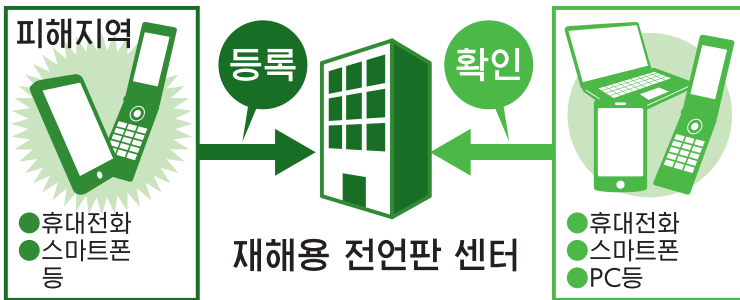 피해지역
등록
확인
●휴대전화
●스마트폰
등
재해용 전언판 센터
●휴대전화
●스마트폰
●PC등